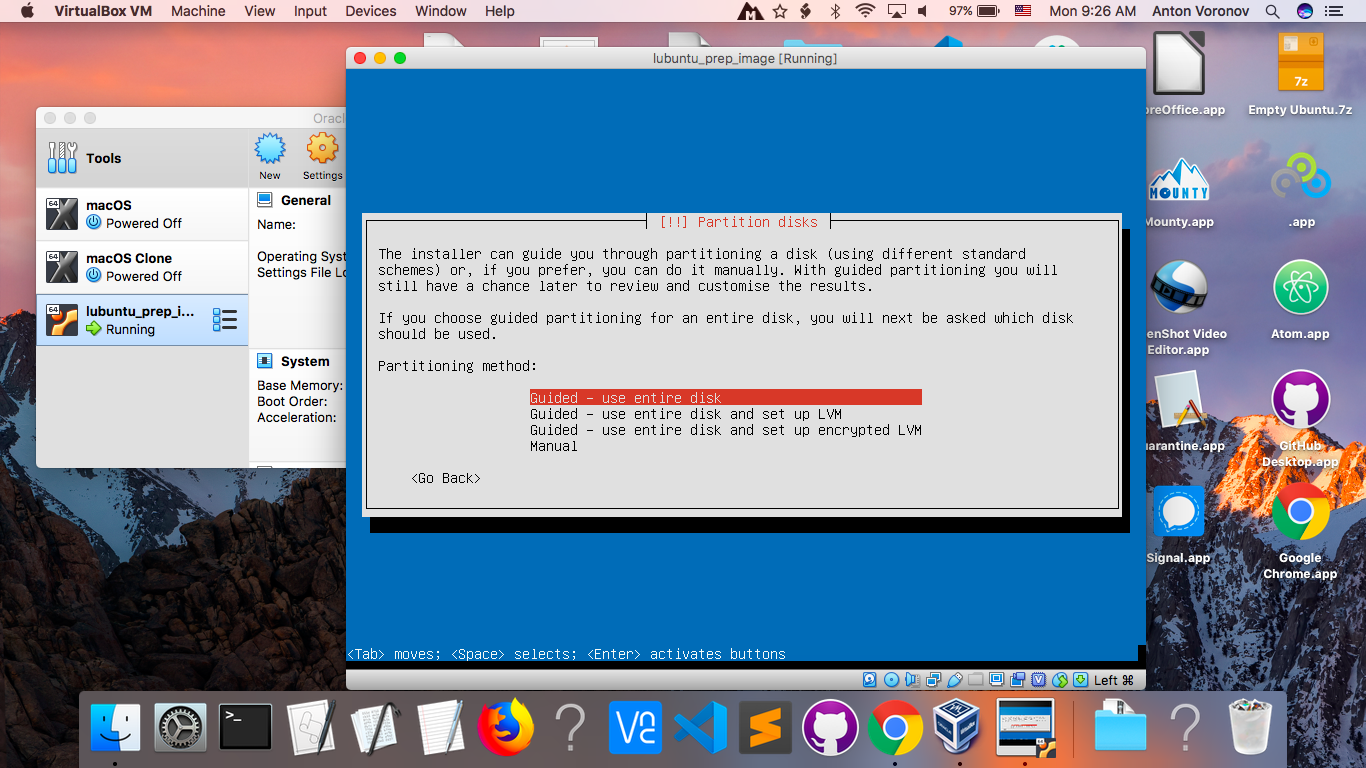 VirtualBox VM Machine View Input Devices Window Help 97% Mon 9:26 AM Anton Voronov
lubuntu_prep_image [Running]
Oracl
Tools
New
Settings
macOS
Powered Off
macOS Clone
Powered Off
lubuntu_prep_i...
Running
64
64
64
General
Name:
Operating Syst
Settings File Lo
System
Base Memory:
Boot Order:
Acceleration:
[!!] Partition disks
The installer can guide you through partitioning a disk (using different standard
schemes) or, if you prefer, you can do it manually. With guided partitioning you will
still have a chance later to review and customise the results.
If you choose guided partitioning for an entire disk, you will next be asked which disk
should be used.
Partitioning method:
Guided - use entire disk
Guided - use entire disk and set up LVM
Guided - use entire disk and set up encrypted LVM
Manual
<Go Back>
<Tab> moves; <Space> selects; <Enter> activates buttons
Left ⌘
reOffice.app
7z
Empty Ubuntu.7z
MOUNTY
Mounty.app
.app
enShot Video
Editor.app
Atom.app
arantine.app
GitHub
Desktop.app
Signal.app
Google
Chrome.app